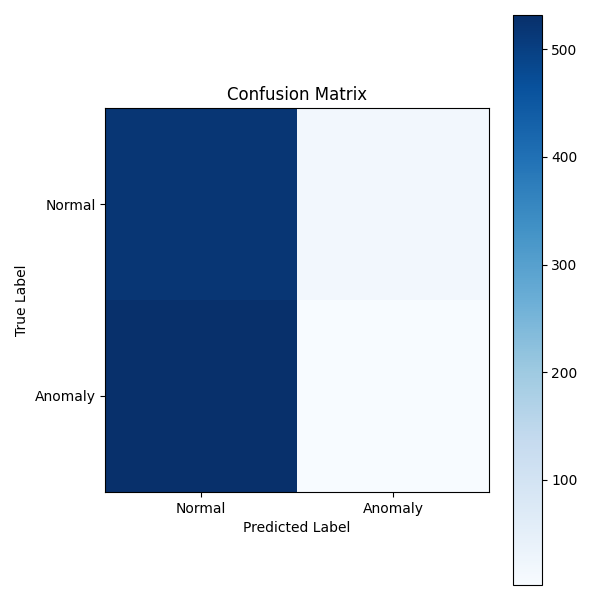 Confusion Matrix
True Label
Normal
Anomaly
Normal
Anomaly
Predicted Label
500
400
300
200
100